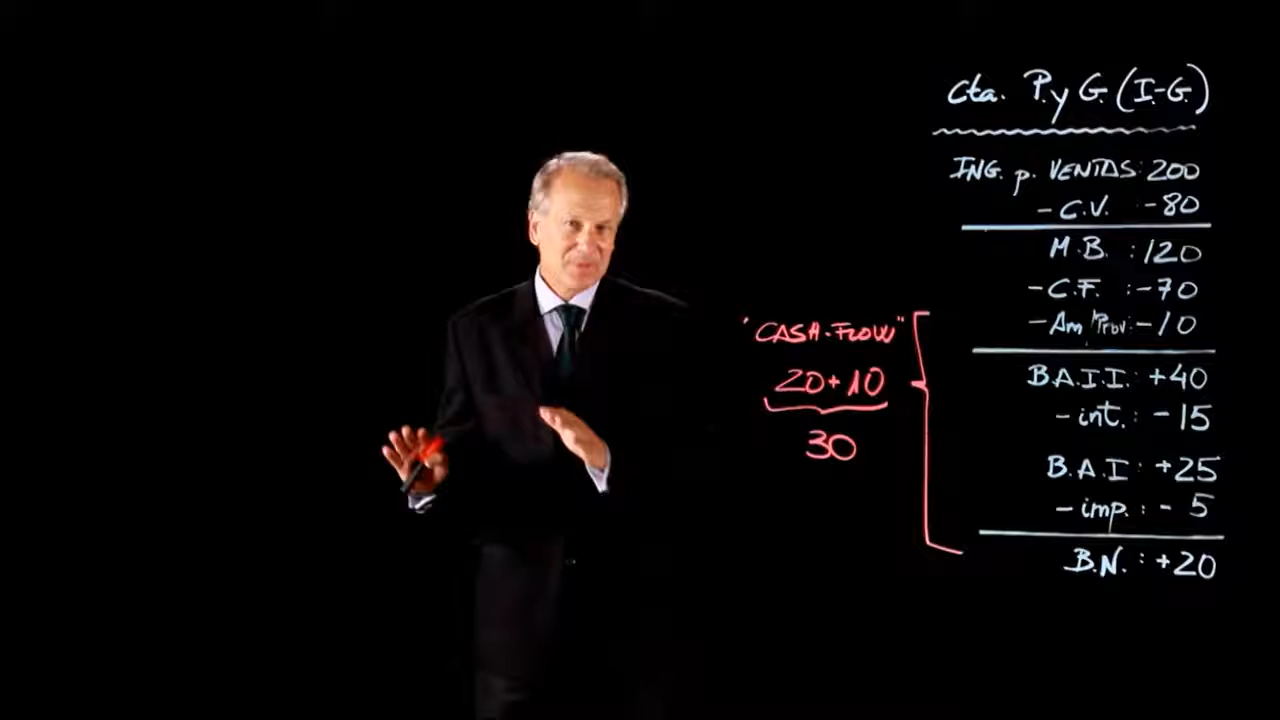 Cta. P. y G. (I-G.)
ING. p. VENTAS: 200
- C.V. : -80
M.B. : 120
- C.F. : -70
- Am/Prov: -10
B.A.I.I. : +40
- int. : -15
B.A.I : +25
- imp. : - 5
B.N. : +20
"CASH-FLOW"
20+10
30